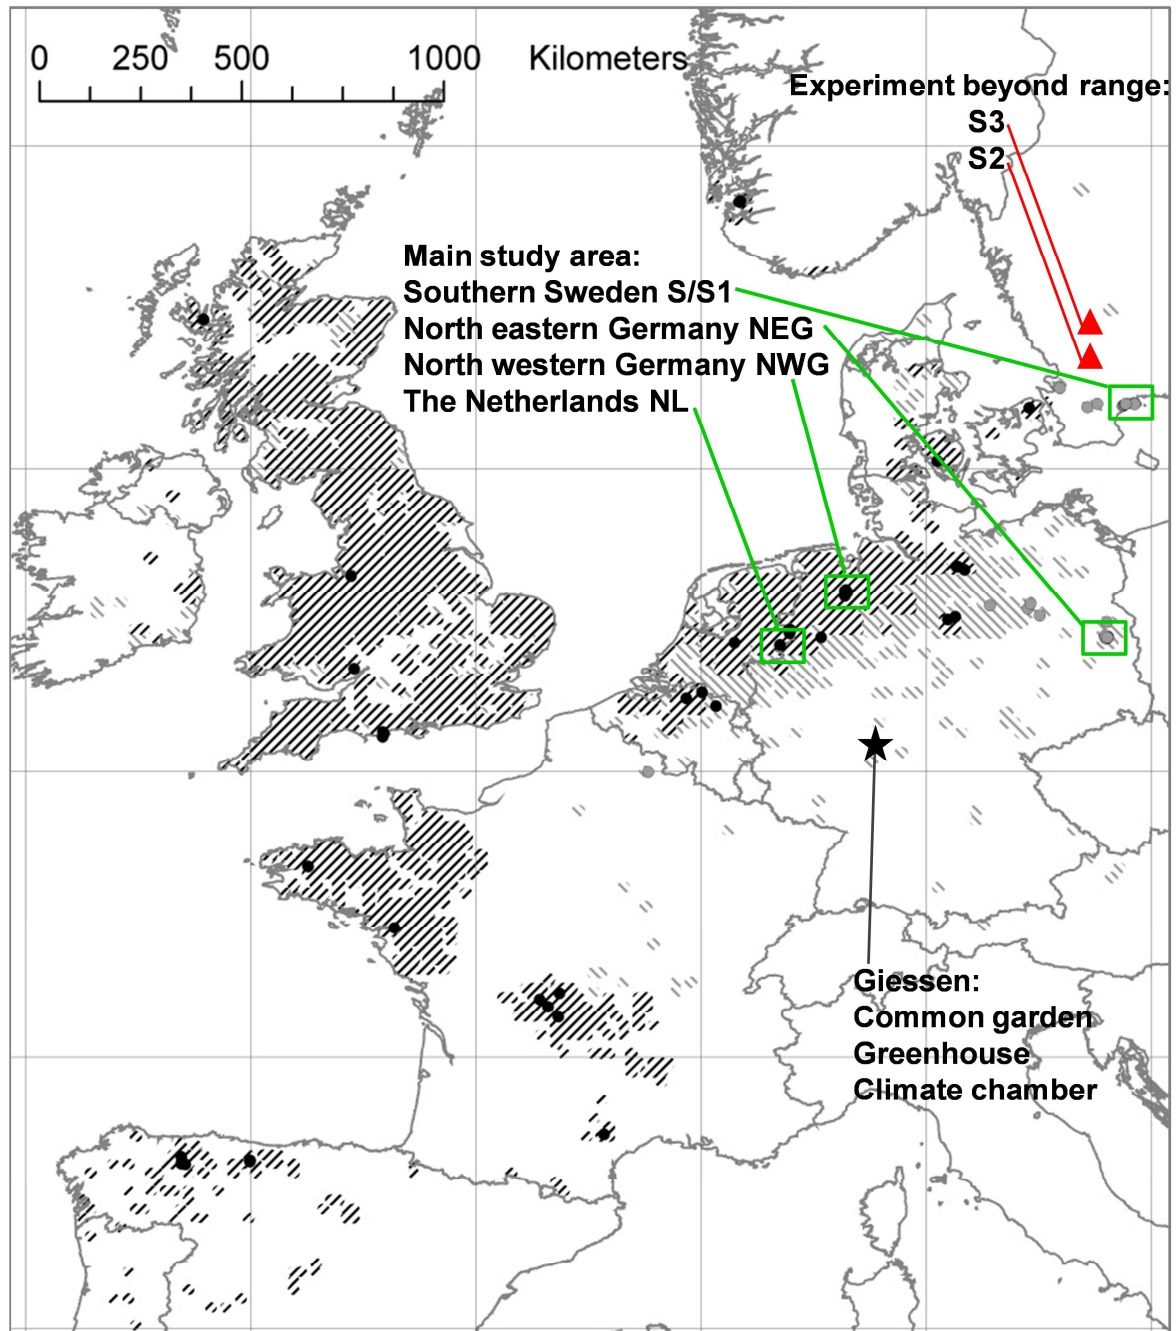 0 250 500 1000 Kilometers
Experiment beyond range:
S3
S2
Main study area:
Southern Sweden S/S1
North eastern Germany NEG
North western Germany NWG
The Netherlands NL
Giessen:
Common garden
Greenhouse
Climate chamber